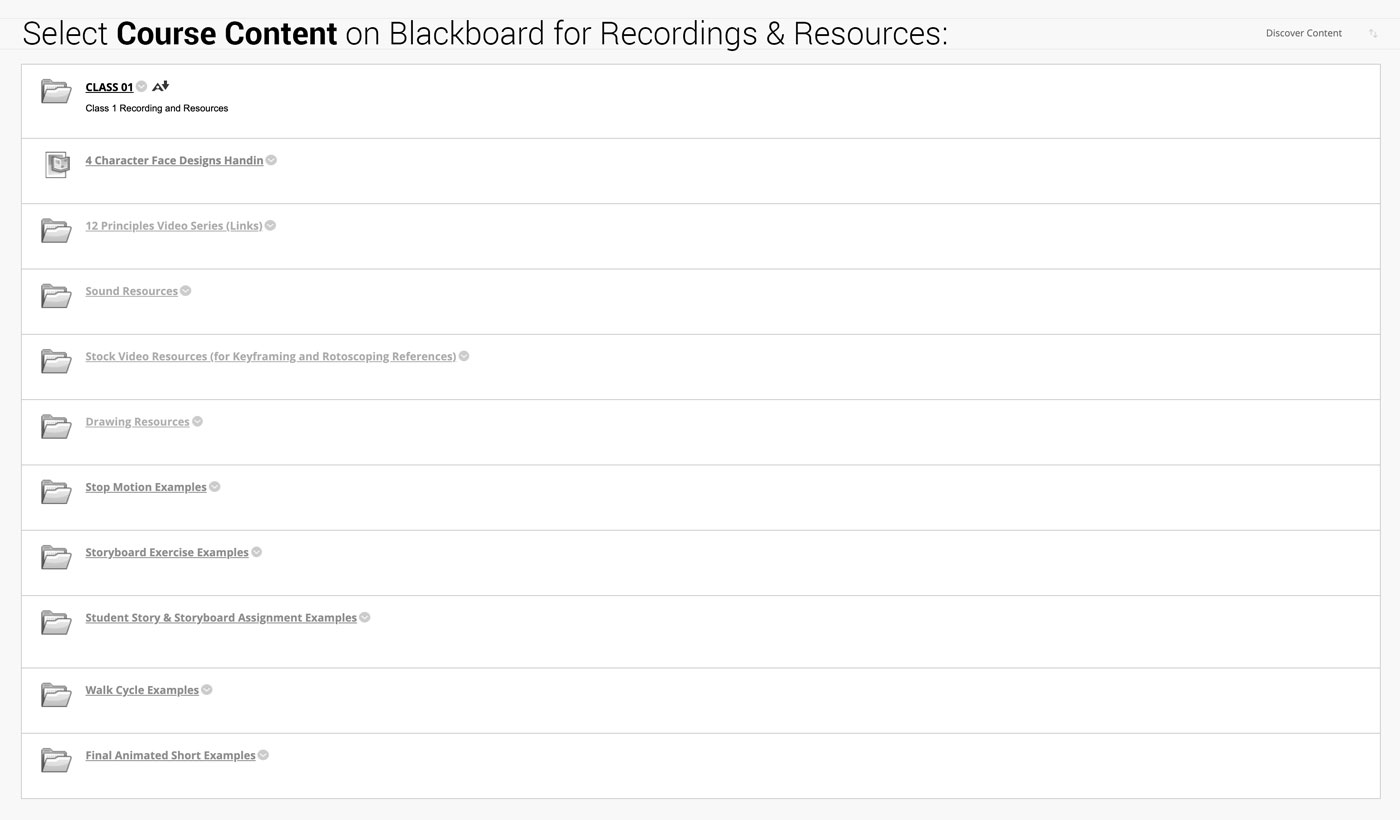 Select Course Content on Blackboard for Recordings & Resources:
Discover Content
CLASS 01
Class 1 Recording and Resources
4 Character Face Designs Handin
12 Principles Video Series (Links)
Sound Resources
Stock Video Resources (for Keyframing and Rotoscoping References)
Drawing Resources
Stop Motion Examples
Storyboard Exercise Examples
Student Story & Storyboard Assignment Examples
Walk Cycle Examples
Final Animated Short Examples